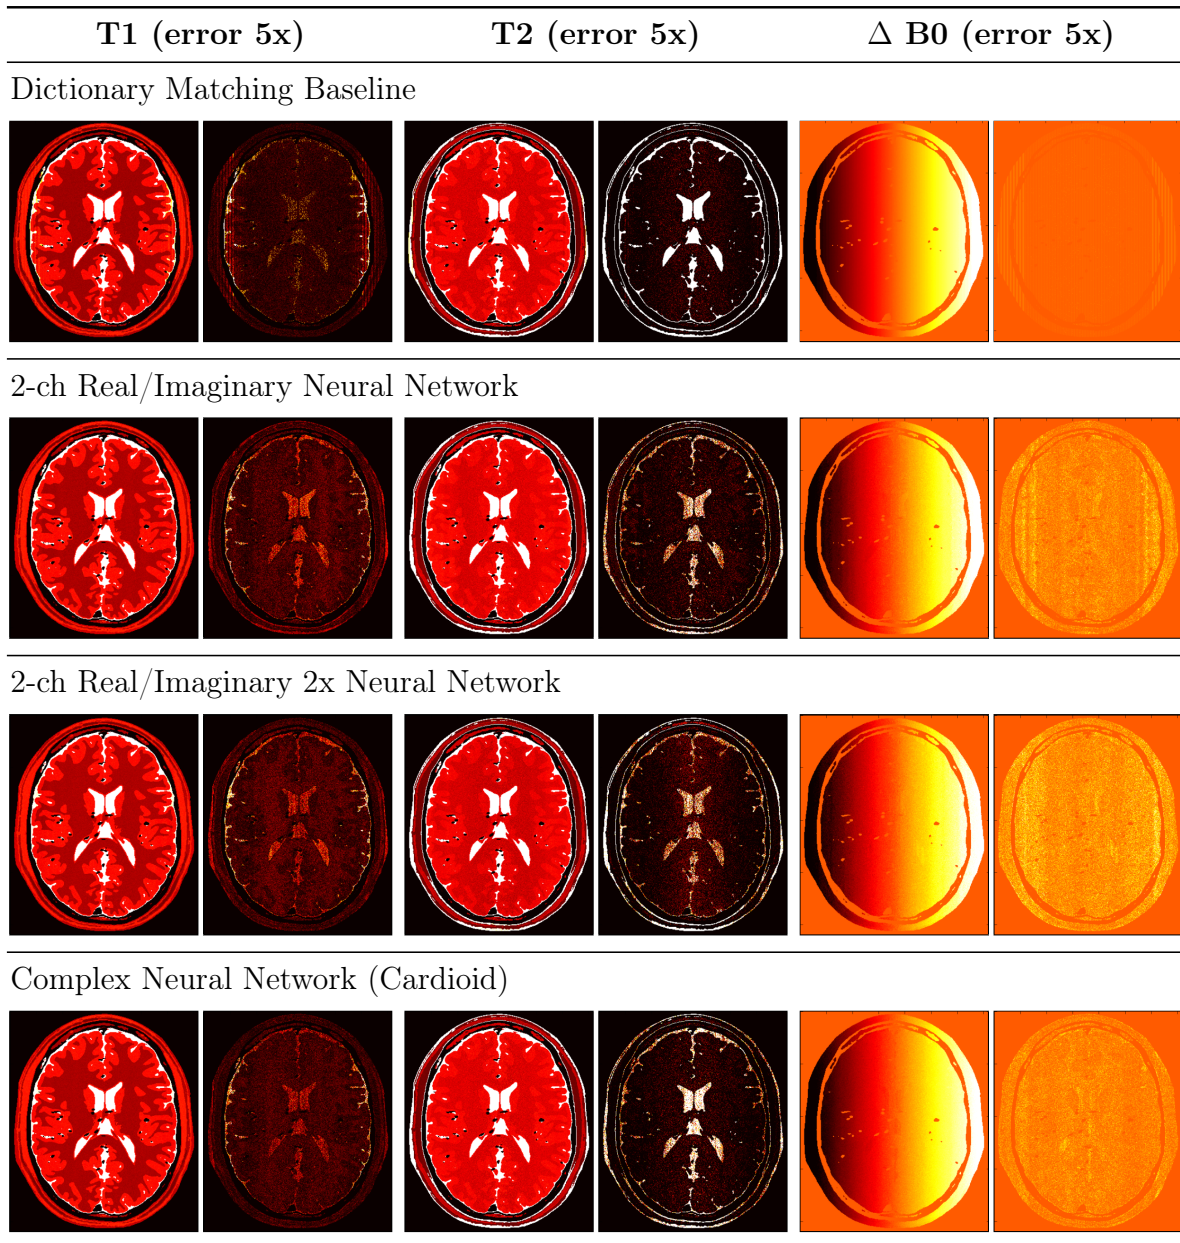 T1 (error 5x) T2 (error 5x) Δ B0 (error 5x)
Dictionary Matching Baseline
2-ch Real/Imaginary Neural Network
2-ch Real/Imaginary 2x Neural Network
Complex Neural Network (Cardioid)